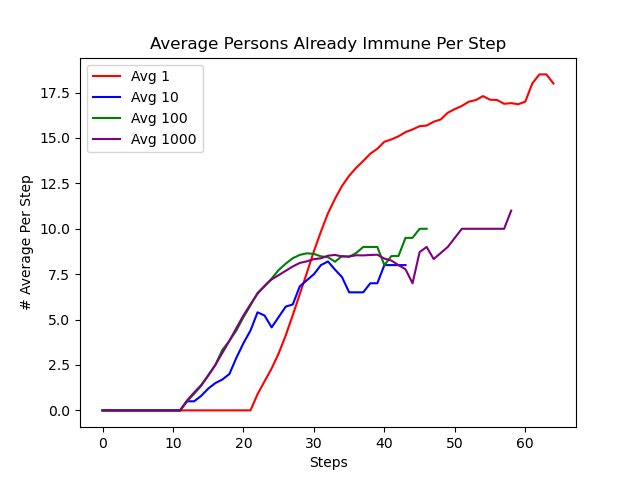 Average Persons Already Immune Per Step
Avg 1
Avg 10
Avg 100
Avg 1000
# Average Per Step
17.5
15.0
12.5
10.0
7.5
5.0
2.5
0.0
0 10 20 30 40 50 60
Steps